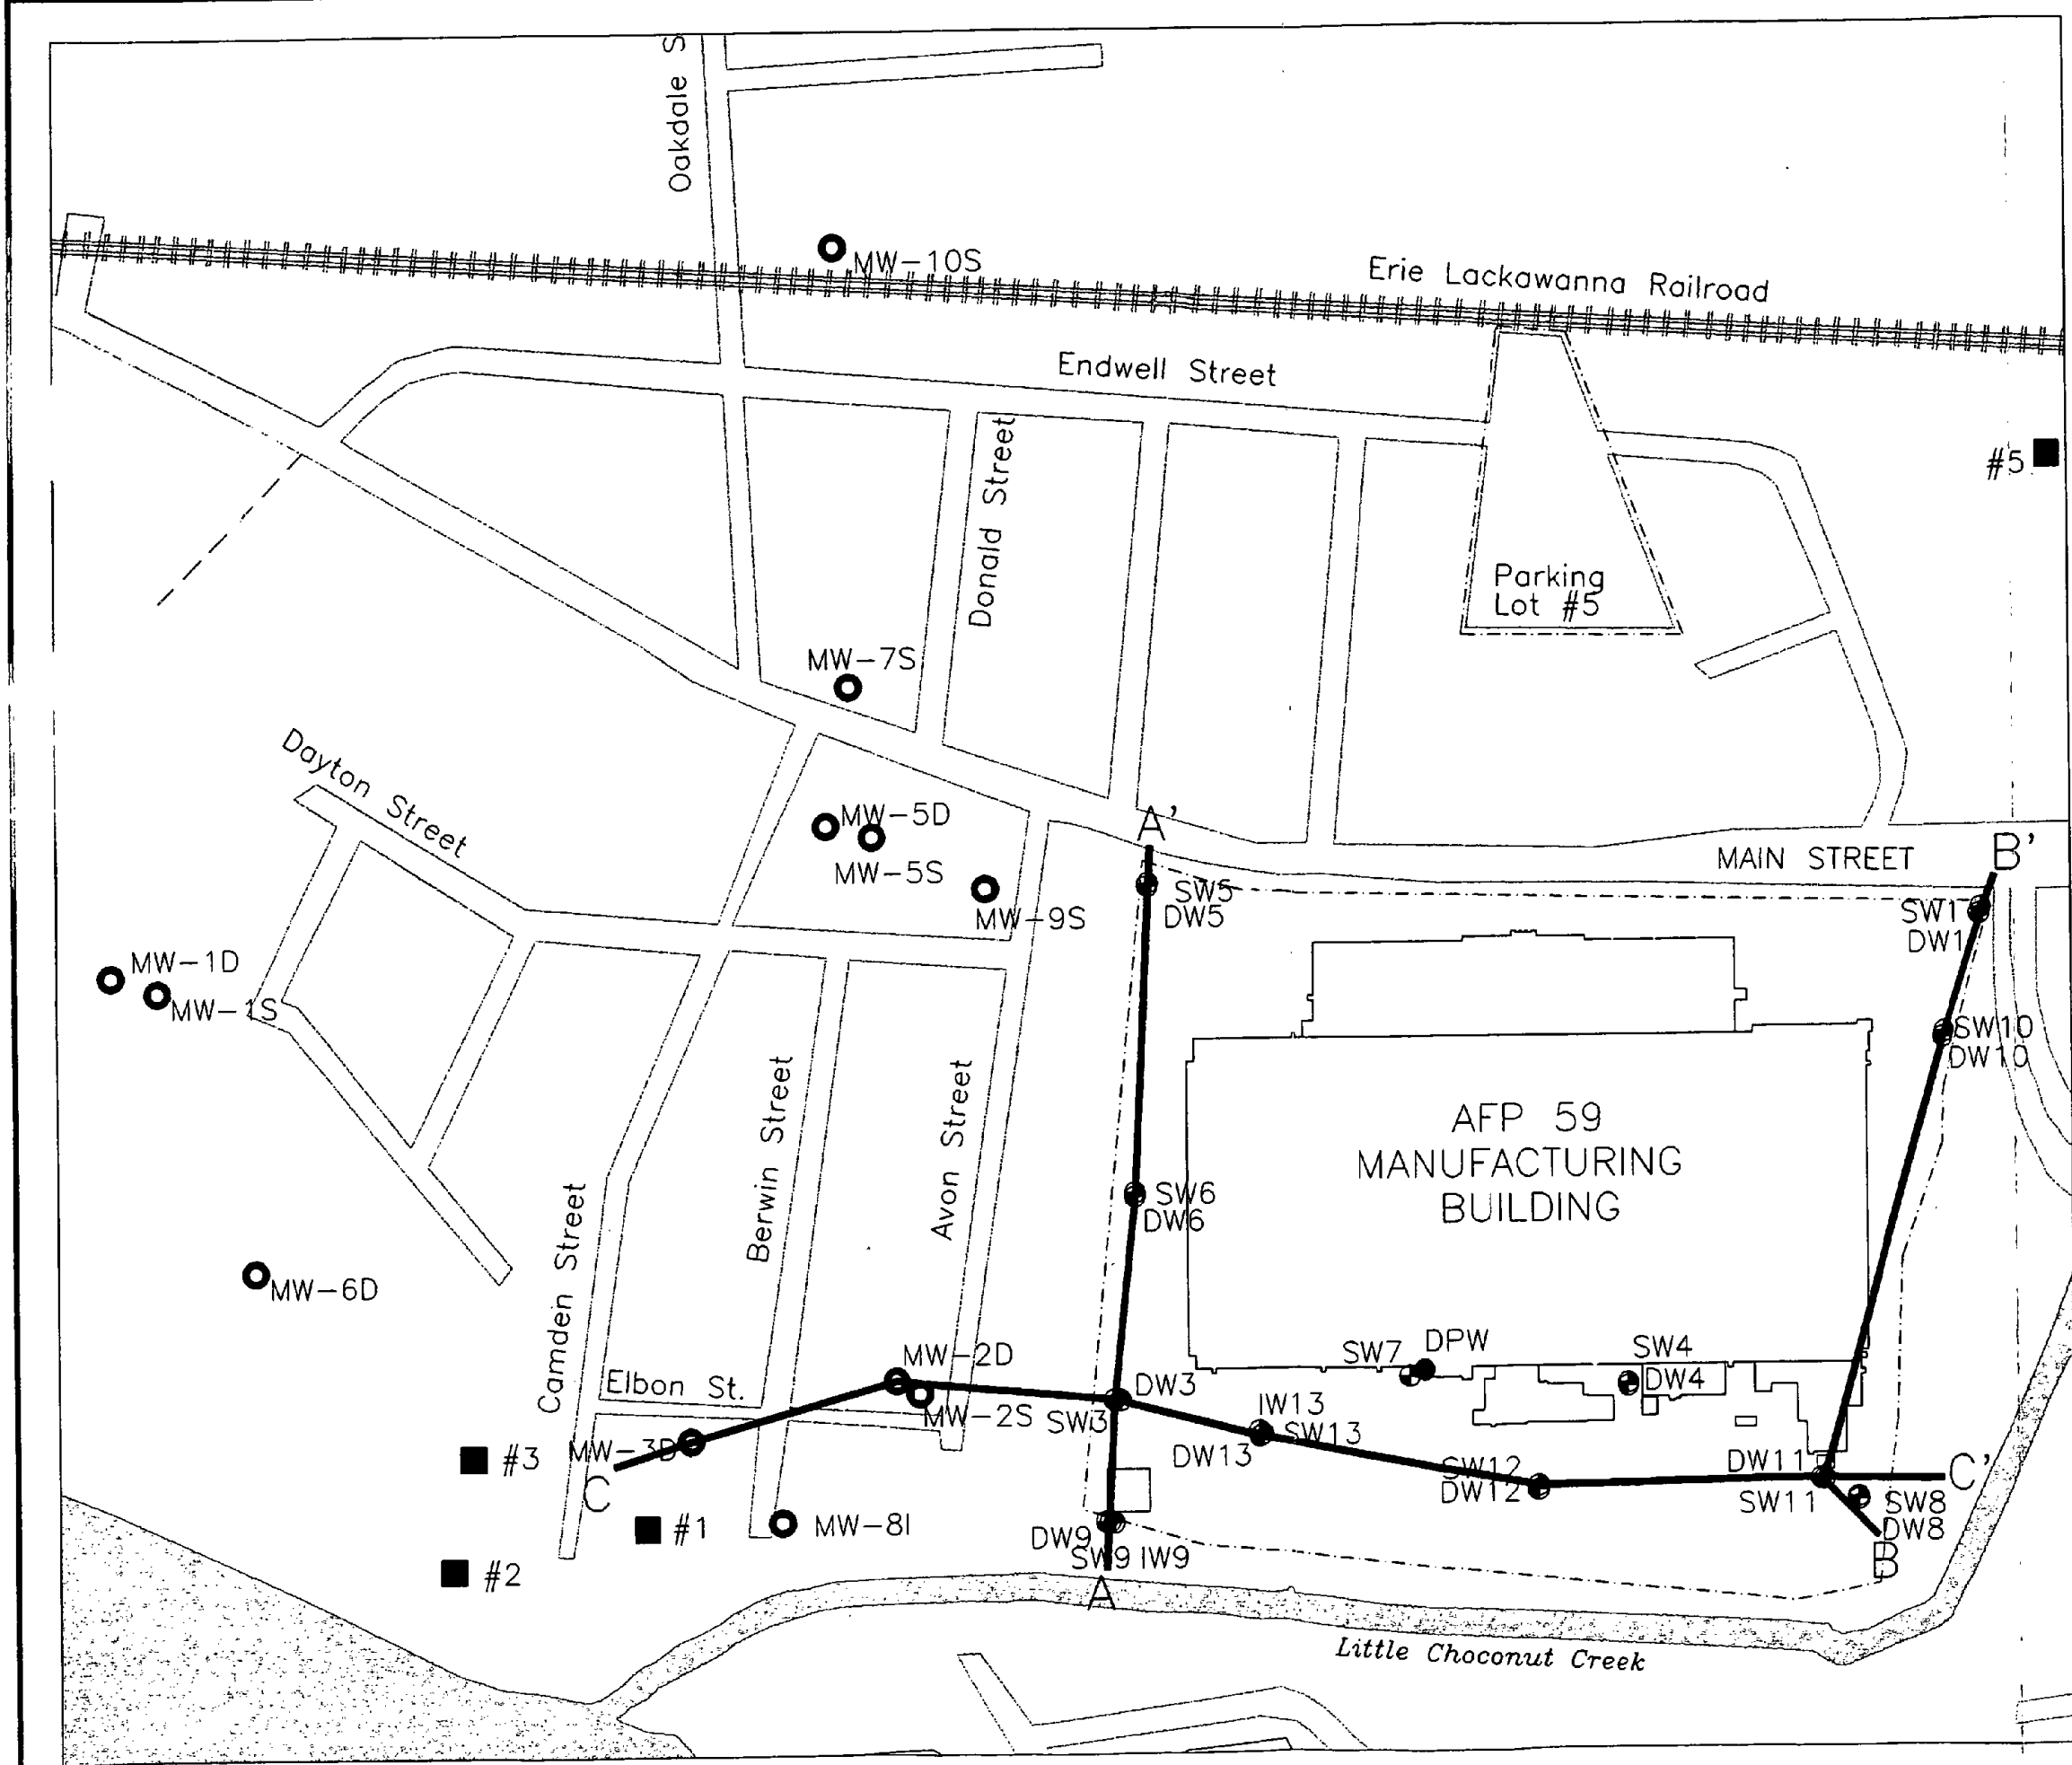 Oakdale S
MW-10S
Erie Lackawanna Railroad
Endwell Street
#5
Donald Street
Parking
Lot #5
MW-7S
Dayton Street
MW-5D
MW-5S
MW-9S
A'
MAIN STREET
B'
SW5
DW5
SW1
DW1
MW-1D
MW-1S
SW10
DW10
AFP 59
MANUFACTURING
BUILDING
Berwin Street
Avon Street
Camden Street
SW6
DW6
MW-6D
MW-2D
MW-2S
Elbon St.
SW7
DPW
SW4
DW4
DW3
SW3
IW13
SW13
DW13
MW-3D
#3
C
SW12
DW12
DW11
SW11
C'
SW8
DW8
B
#1
MW-8I
#2
DW9
SW9 IW9
A
Little Choconut Creek